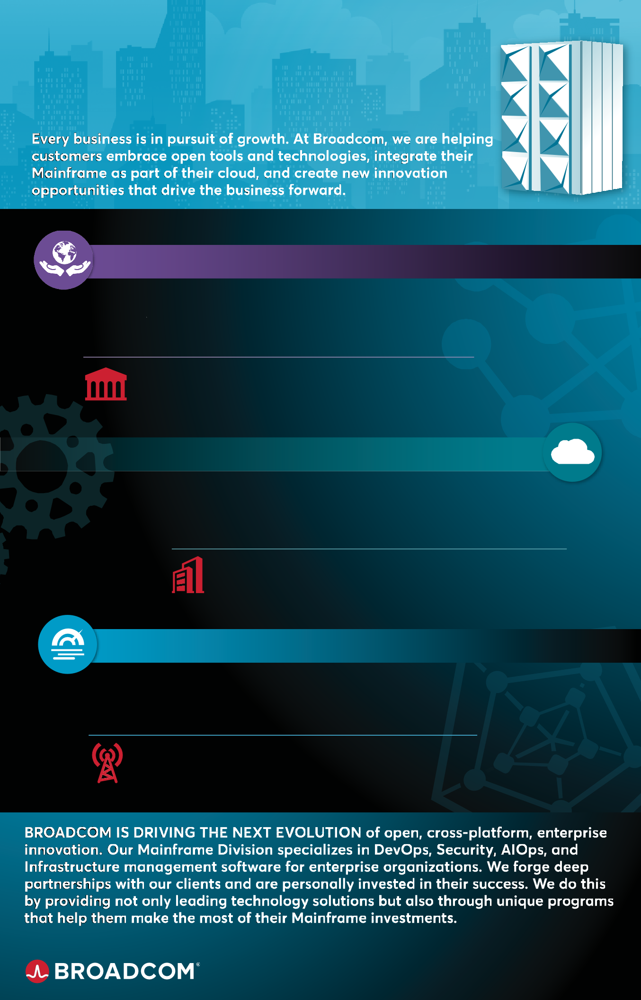 Every business is in pursuit of growth. At Broadcom, we are helping
customers embrace open tools and technologies, integrate their
Mainframe as part of their cloud, and create new innovation
opportunities that drive the business forward.
BROADCOM IS DRIVING THE NEXT EVOLUTION of open, cross-platform, enterprise
innovation. Our Mainframe Division specializes in DevOps, Security, AIOps, and
Infrastructure management software for enterprise organizations. We forge deep
partnerships with our clients and are personally invested in their success. We do this
by providing not only leading technology solutions but also through unique programs
that help them make the most of their Mainframe investments.
BROADCOM®